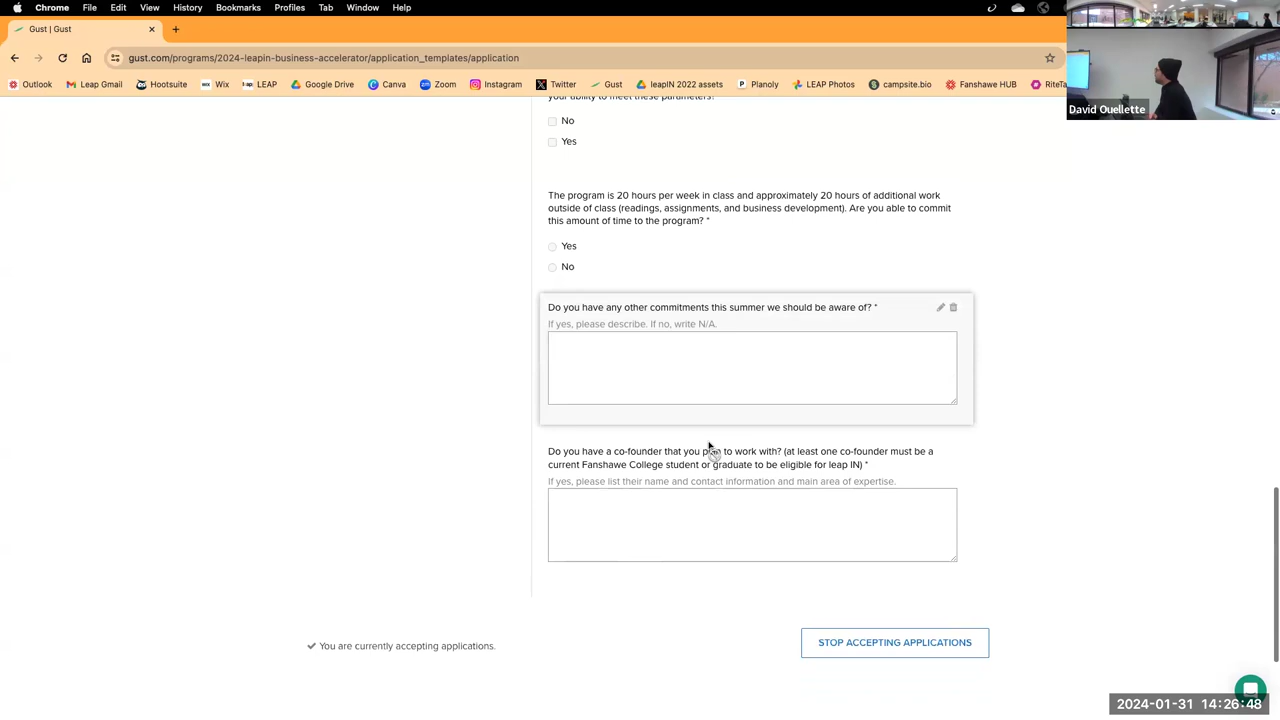 Chrome File Edit View History Bookmarks Profiles Tab Window Help
Gust | Gust
gust.com/programs/2024-leapin-business-accelerator/application_templates/application
Outlook Leap Gmail Hootsuite Wix LEAP Google Drive Canva Zoom Instagram Twitter Gust leapIN 2022 assets Planoly LEAP Photos campsite.bio Fanshawe HUB RiteTa
David Ouellette
your ability to meet these parameters?
No
Yes
The program is 20 hours per week in class and approximately 20 hours of additional work
outside of class (readings, assignments, and business development). Are you able to commit
this amount of time to the program? *
Yes
No
Do you have any other commitments this summer we should be aware of? *
If yes, please describe. If no, write N/A.
Do you have a co-founder that you to work with? (at least one co-founder must be a
current Fanshawe College student or graduate to be eligible for leap IN) *
If yes, please list their name and contact information and main area of expertise.
You are currently accepting applications.
STOP ACCEPTING APPLICATIONS
2024-01-31 14:26:48